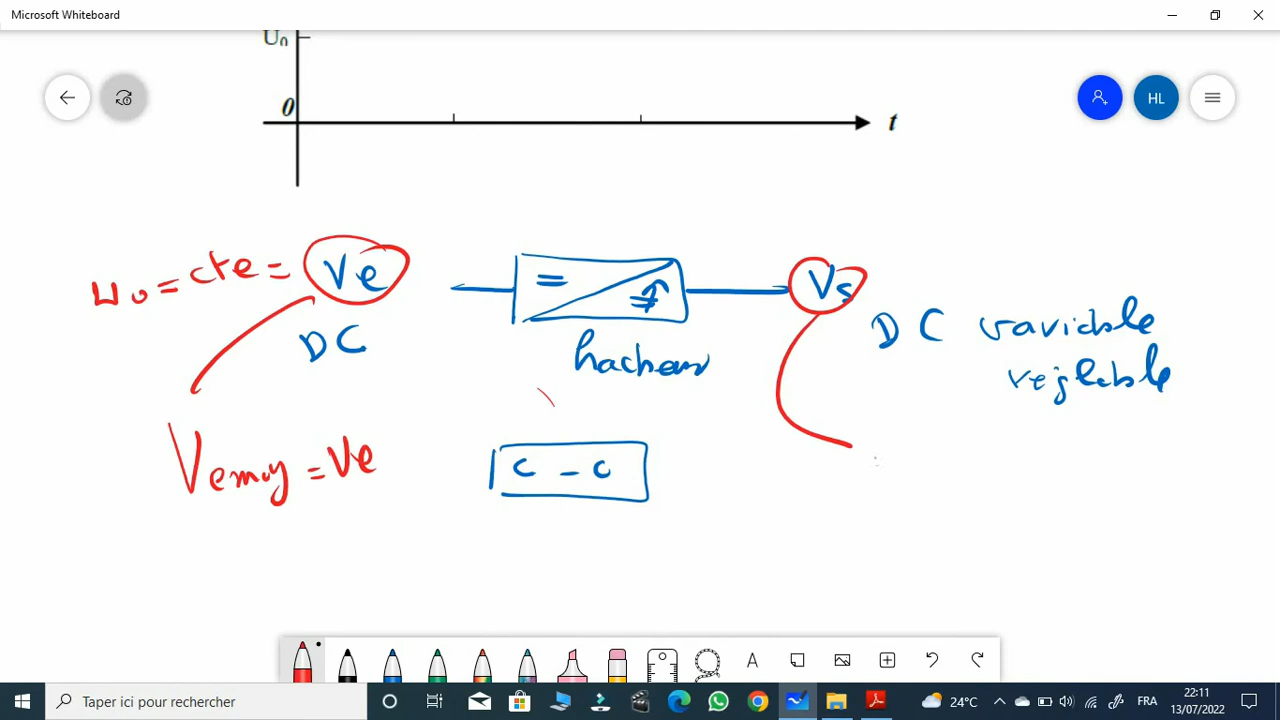 Microsoft Whiteboard
U₀
0
t
HL
u₀ = cte = Ve
DC
=
hacheur
Vs
DC variable
réglable
Vemoy = Ve
c - c
A
Taper ici pour rechercher
24°C
FRA
22:11
13/07/2022